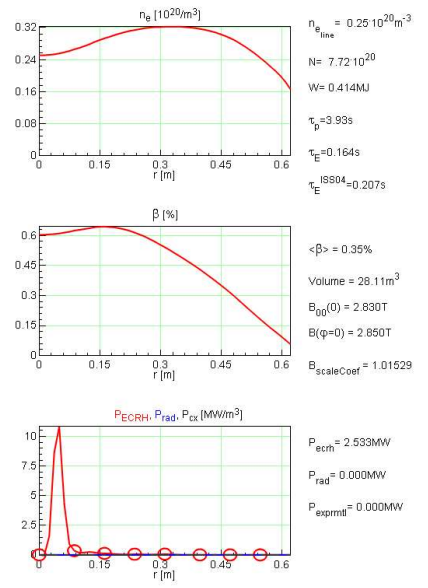 n_e [10^20/m^3]
0.32
0.24
0.16
0.08
0
0
0.15
0.3
0.45
0.6
r [m]
n_e line = 0.25·10^20 m^-3
N= 7.72·10^20
W= 0.414MJ
τ_p=3.93s
τ_E=0.164s
τ_E^ISS04=0.207s
β [%]
0.6
0.45
0.3
0.15
0
0
0.15
0.3
0.45
0.6
r [m]
<β> = 0.35%
Volume = 28.11m^3
B_00(0) = 2.830T
B(φ=0) = 2.850T
B_scaleCoef = 1.01529
P_ECRH, P_rad, P_cx [MW/m^3]
10
7.5
5
2.5
0
0
0.15
0.3
0.45
0.6
r [m]
P_ecrh= 2.533MW
P_rad= 0.000MW
P_exprmtl= 0.000MW